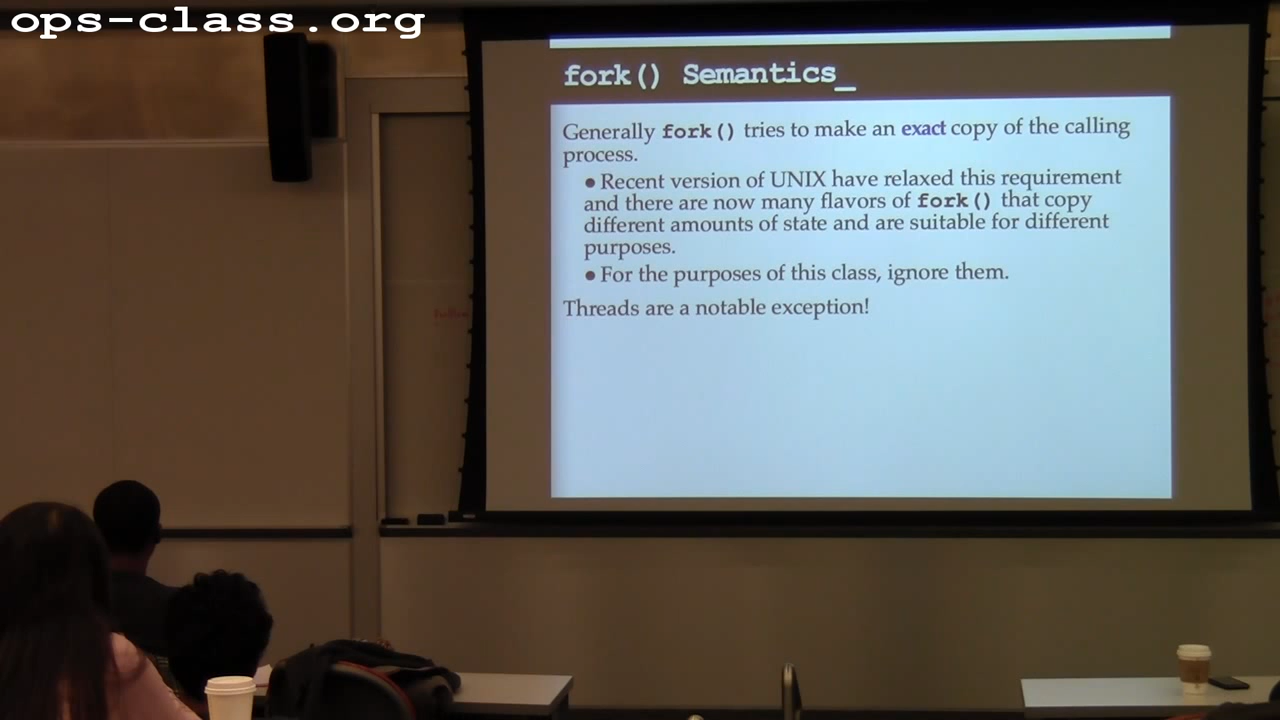 ops-class.org
fork() Semantics_
Generally fork() tries to make an exact copy of the calling
process.
● Recent version of UNIX have relaxed this requirement
and there are now many flavors of fork() that copy
different amounts of state and are suitable for different
purposes.
● For the purposes of this class, ignore them.
Threads are a notable exception!